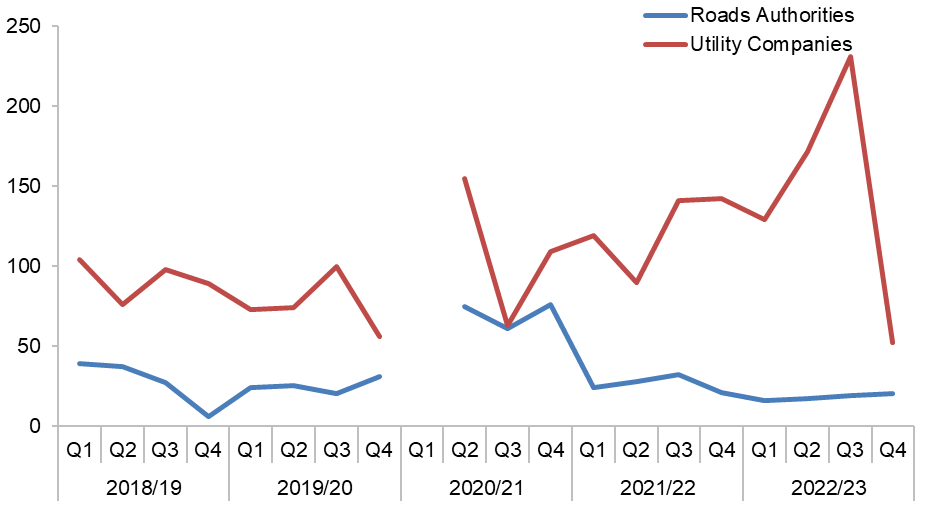 Roads Authorities
Utility Companies
250
200
150
100
50
0
Q1 Q2 Q3 Q4 Q1 Q2 Q3 Q4 Q1 Q2 Q3 Q4 Q1 Q2 Q3 Q4 Q1 Q2 Q3 Q4
2018/19 2019/20 2020/21 2021/22 2022/23